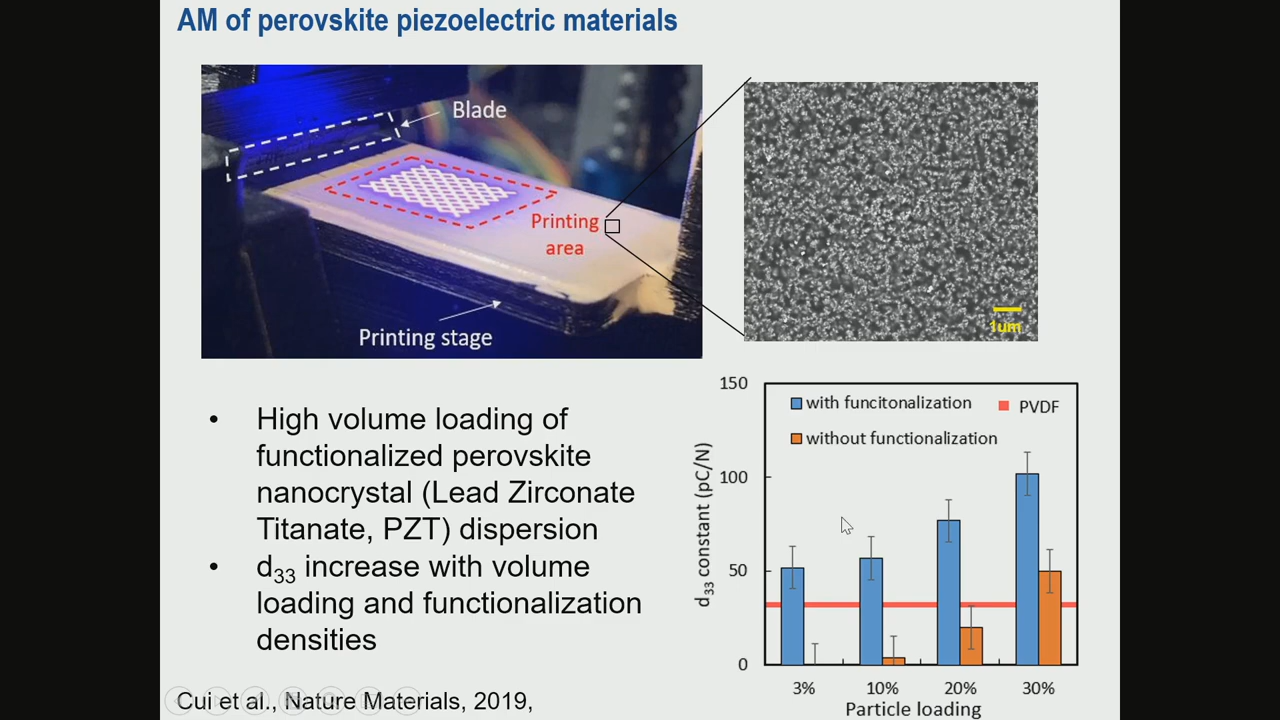 AM of perovskite piezoelectric materials
Blade
Printing
area
Printing stage
1um
• High volume loading of
functionalized perovskite
nanocrystal (Lead Zirconate
Titanate, PZT) dispersion
• d33 increase with volume
loading and functionalization
densities
Cui et al., Nature Materials, 2019,
150
100
50
0
d33 constant (pC/N)
with funcitonalization
PVDF
without functionalization
3% 10% 20% 30%
Particle loading